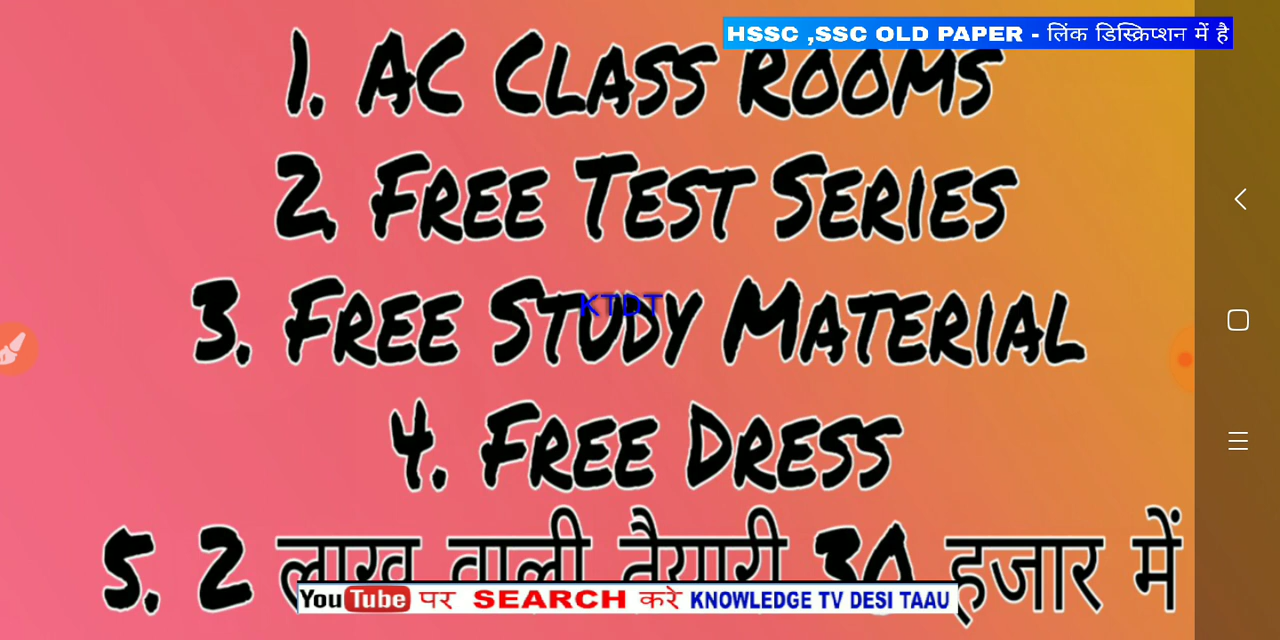 HSSC ,SSC OLD PAPER - लिंक डिस्क्रिप्शन में है
1. AC CLASS ROOMS
2. FREE TEST SERIES
3. FREE STUDY MATERIAL
KTDT
4. FREE DRESS
5. 2 लाख वाली तैयारी 30 हजार में
YouTube पर SEARCH करे KNOWLEDGE TV DESI TAAU